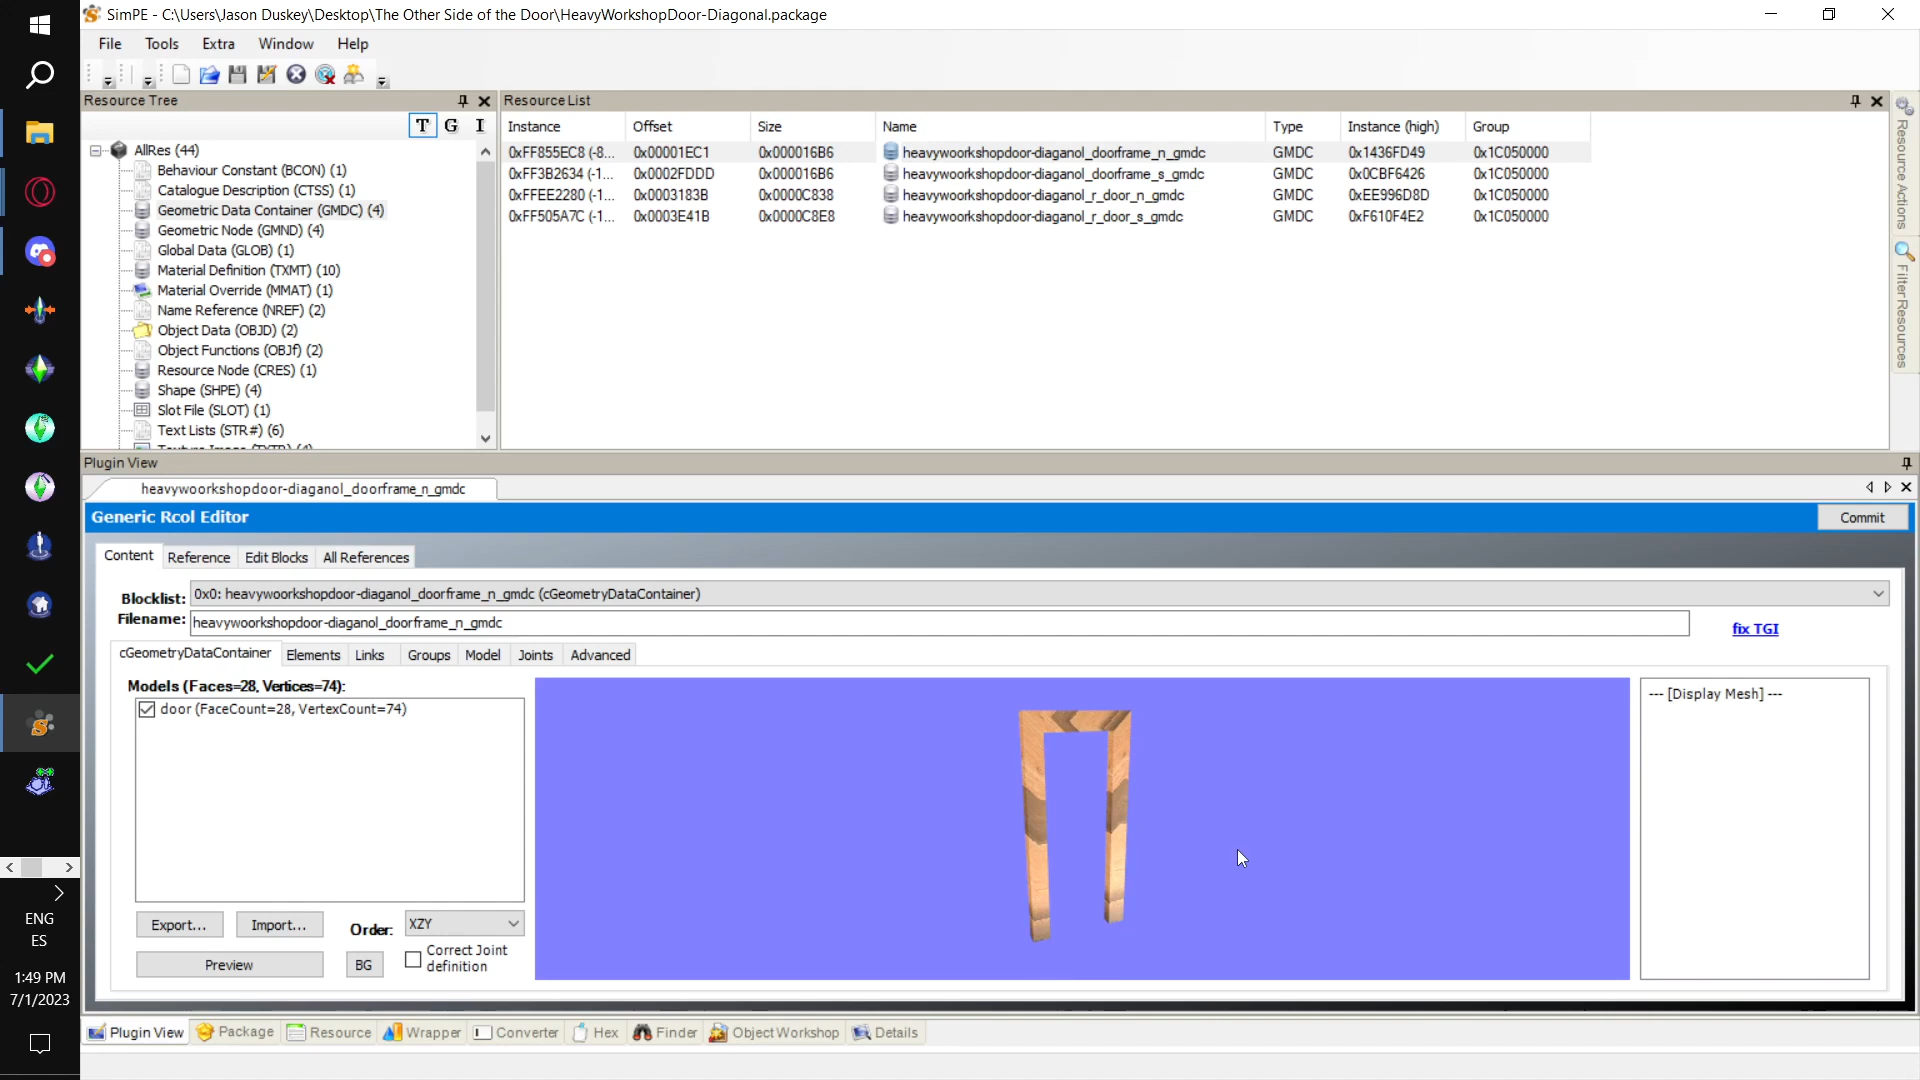 SimPE - C:\Users\Jason Duskey\Desktop\The Other Side of the Door\HeavyWorkshopDoor-Diagonal.package
File Tools Extra Window Help
Resource Tree
T G I
AllRes (44)
Behaviour Constant (BCON) (1)
Catalogue Description (CTSS) (1)
Geometric Data Container (GMDC) (4)
Geometric Node (GMND) (4)
Global Data (GLOB) (1)
Material Definition (TXMT) (10)
Material Override (MMAT) (1)
Name Reference (NREF) (2)
Object Data (OBJD) (2)
Object Functions (OBJf) (2)
Resource Node (CRES) (1)
Shape (SHPE) (4)
Slot File (SLOT) (1)
Text Lists (STR#) (6)
Resource List
Instance Offset Size Name Type Instance (high) Group
0xFF855EC8 (-8... 0x00001EC1 0x000016B6 heavywoorkshopdoor-diaganol_doorframe_n_gmdc GMDC 0x1436FD49 0x1C050000
0xFF3B2634 (-1... 0x0002FDDD 0x000016B6 heavywoorkshopdoor-diaganol_doorframe_s_gmdc GMDC 0x0CBF6426 0x1C050000
0xFFEE2280 (-1... 0x0003183B 0x0000C838 heavywoorkshopdoor-diaganol_r_door_n_gmdc GMDC 0xEE996D8D 0x1C050000
0xFF505A7C (-1... 0x0003E41B 0x0000C8E8 heavywoorkshopdoor-diaganol_r_door_s_gmdc GMDC 0xF610F4E2 0x1C050000
Resource Actions
Filter Resources
Plugin View
heavywoorkshopdoor-diaganol_doorframe_n_gmdc
Generic Rcol Editor
Commit
Content Reference Edit Blocks All References
Blocklist: 0x0: heavywoorkshopdoor-diaganol_doorframe_n_gmdc (cGeometryDataContainer)
Filename: heavywoorkshopdoor-diaganol_doorframe_n_gmdc
fix TGI
cGeometryDataContainer Elements Links Groups Model Joints Advanced
Models (Faces=28, Vertices=74):
door (FaceCount=28, VertexCount=74)
--- [Display Mesh] ---
Export... Import... Order: XZY
Preview BG Correct Joint
definition
Plugin View Package Resource Wrapper Converter Hex Finder Object Workshop Details
ENG
ES
1:49 PM
7/1/2023